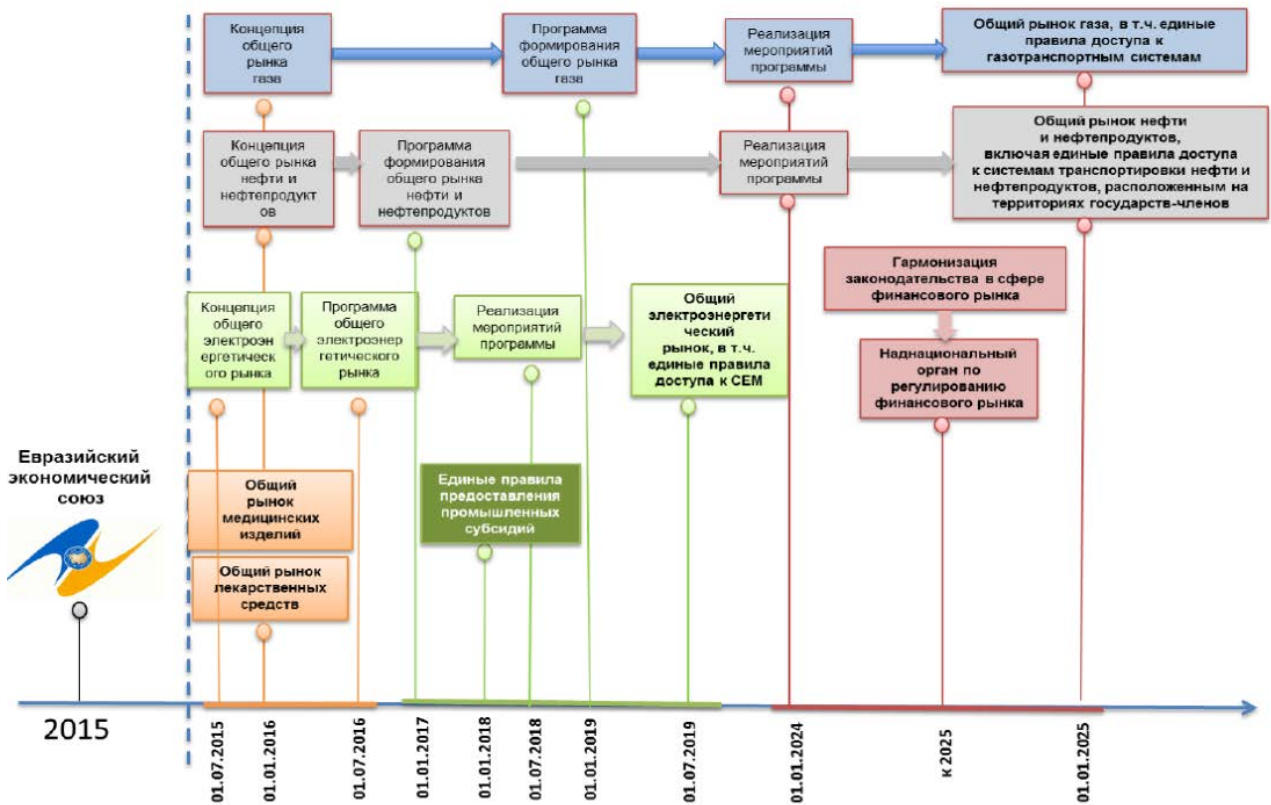 Концепция
общего
рынка
газа
Программа
формирования
общего рынка
газа
Реализация
мероприятий
программы
Общий рынок газа, в т.ч. единые
правила доступа к
газотранспортным системам
Концепция
общего рынка
нефти и
нефтепродукт
ов
Программа
формирования
общего рынка
нефти и
нефтепродуктов
Реализация
мероприятий
программы
Общий рынок нефти
и нефтепродуктов,
включая единые правила доступа
к системам транспортировки нефти и
нефтепродуктов, расположенным на
территориях государств-членов
Гармонизация
законодательства в сфере
финансового рынка
Концепция
общего
электроэн
ергетическ
ого рынка
Программа
общего
электроэнер
гетического
рынка
Реализация
мероприятий
программы
Общий
электроэнергети
ческий
рынок, в т.ч.
единые правила
доступа к СЕМ
Наднациональный
орган по
регулированию
финансового рынка
Евразийский
экономический
союз
Общий
рынок
медицинских
изделий
Единые правила
предоставления
промышленных
субсидий
Общий рынок
лекарственных
средств
2015
01.07.2015
01.01.2016
01.07.2016
01.01.2017
01.01.2018
01.07.2018
01.01.2019
01.07.2019
01.01.2024
к 2025
01.01.2025